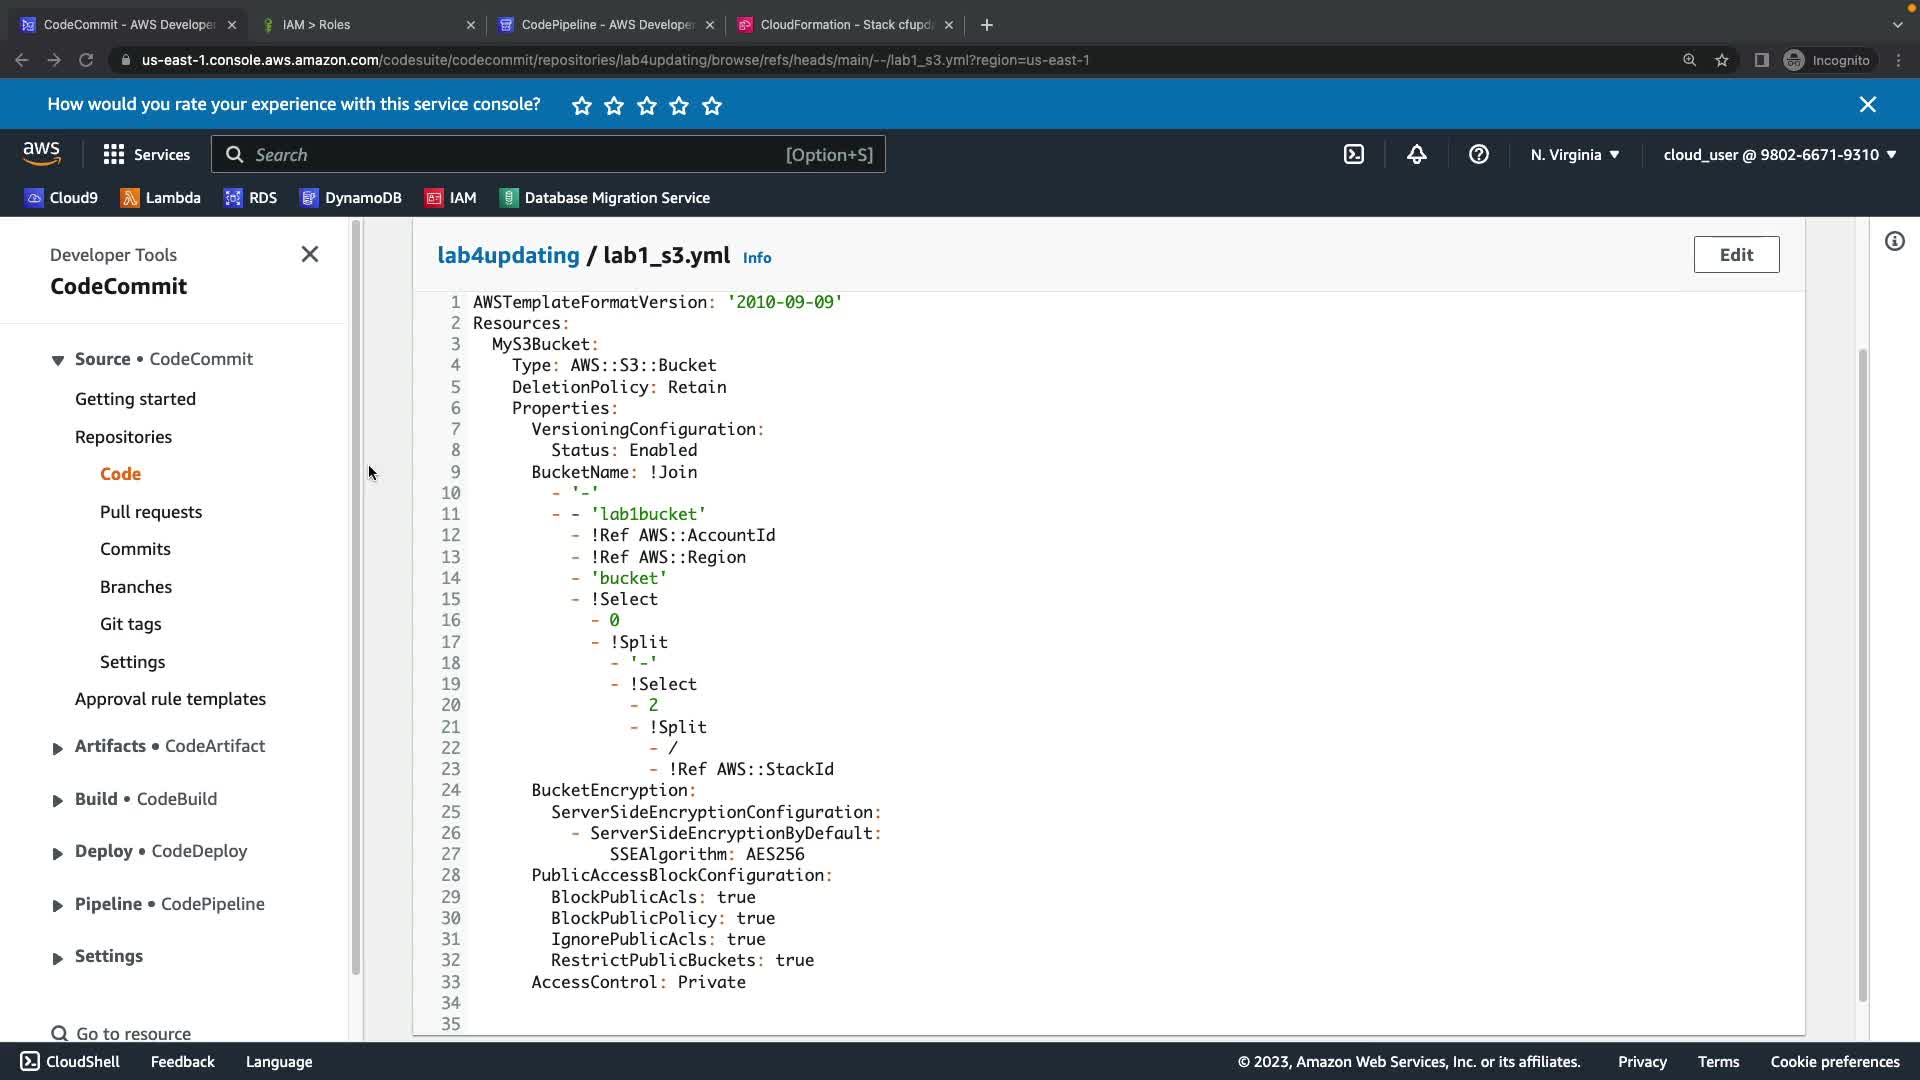 CodeCommit - AWS Develope
IAM > Roles
CodePipeline - AWS Develope
CloudFormation - Stack cfupd
us-east-1.console.aws.amazon.com/codesuite/codecommit/repositories/lab4updating/browse/refs/heads/main/--/lab1_s3.yml?region=us-east-1
Incognito
How would you rate your experience with this service console?
aws
Services
Search
[Option+S]
N. Virginia
cloud_user @ 9802-6671-9310
Cloud9
Lambda
RDS
DynamoDB
IAM
Database Migration Service
Developer Tools
CodeCommit
Source • CodeCommit
Getting started
Repositories
Code
Pull requests
Commits
Branches
Git tags
Settings
Approval rule templates
Artifacts • CodeArtifact
Build • CodeBuild
Deploy • CodeDeploy
Pipeline • CodePipeline
Settings
Go to resource
lab4updating / lab1_s3.yml Info
Edit
1 AWSTemplateFormatVersion: '2010-09-09'
2 Resources:
3   MyS3Bucket:
4     Type: AWS::S3::Bucket
5     DeletionPolicy: Retain
6     Properties:
7       VersioningConfiguration:
8         Status: Enabled
9       BucketName: !Join
10         - '-'
11         - - 'lab1bucket'
12           - !Ref AWS::AccountId
13           - !Ref AWS::Region
14           - 'bucket'
15           - !Select
16             - 0
17             - !Split
18               - '-'
19               - !Select
20                 - 2
21                 - !Split
22                   - /
23                   - !Ref AWS::StackId
24       BucketEncryption:
25         ServerSideEncryptionConfiguration:
26           - ServerSideEncryptionByDefault:
27               SSEAlgorithm: AES256
28       PublicAccessBlockConfiguration:
29         BlockPublicAcls: true
30         BlockPublicPolicy: true
31         IgnorePublicAcls: true
32         RestrictPublicBuckets: true
33       AccessControl: Private
34
35
CloudShell
Feedback
Language
© 2023, Amazon Web Services, Inc. or its affiliates.
Privacy
Terms
Cookie preferences